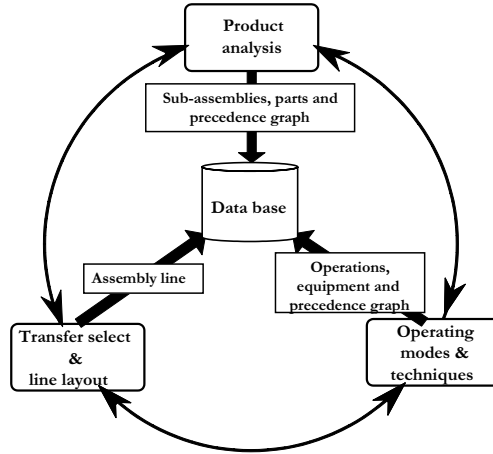 Product
analysis
Sub-assemblies, parts and
precedence graph
Data base
Assembly line
Operations,
equipment and
precedence graph
Transfer select
&
line layout
Operating
modes &
techniques